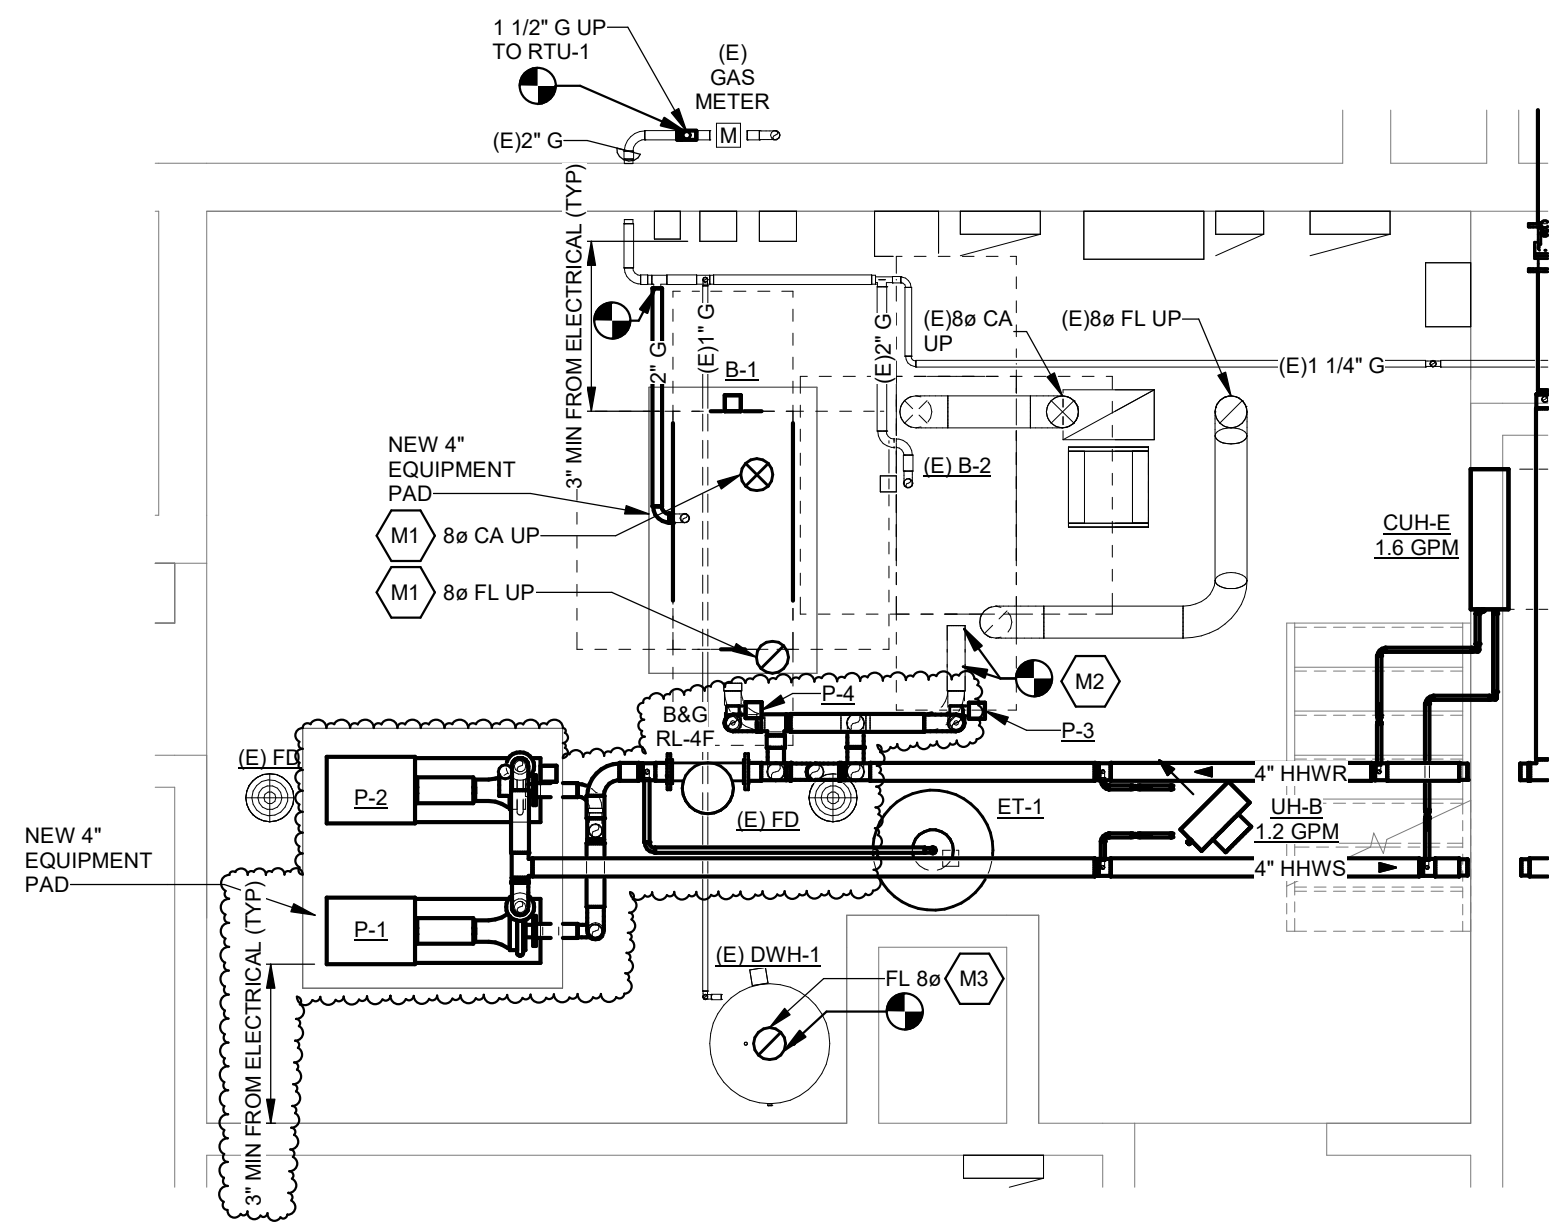 1 1/2" G UP
TO RTU-1
(E)
GAS
METER
(E)2" G
M
3" MIN FROM ELECTRICAL (TYP)
2" G
(E)1" G
(E)2" G
B-1
(E)8ø CA
UP
(E)8ø FL UP
(E)1 1/4" G
NEW 4"
EQUIPMENT
PAD
(E) B-2
M1 8ø CA UP
M1 8ø FL UP
CUH-E
1.6 GPM
M2
P-4
B&G
RL-4F
P-3
(E) FD
P-2
4" HHWR
(E) FD
ET-1
UH-B
1.2 GPM
NEW 4"
EQUIPMENT
PAD
4" HHWS
P-1
3" MIN FROM ELECTRICAL (TYP)
(E) DWH-1
FL 8ø M3